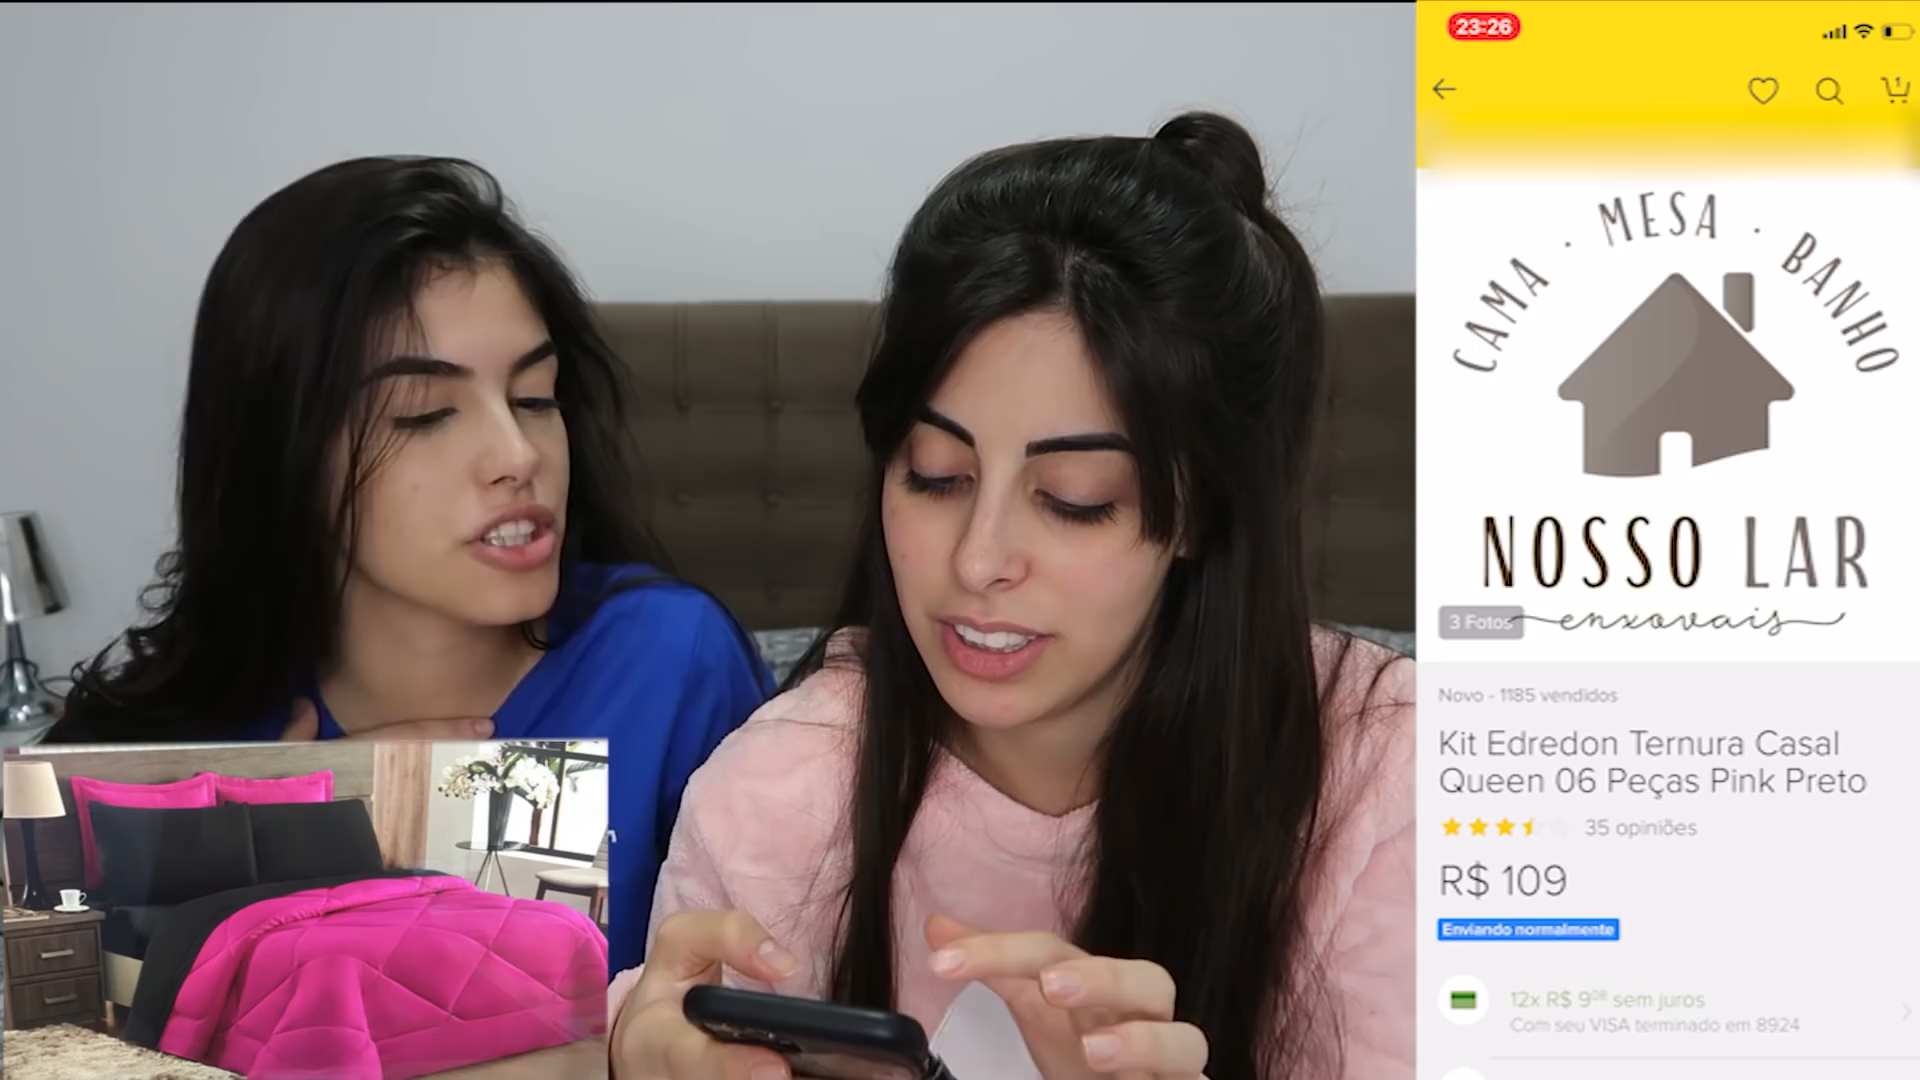 23:26
1
CAMA · MESA · BANHO
NOSSO LAR
enxovais
3 Fotos
Novo - 1185 vendidos
Kit Edredon Ternura Casal
Queen 06 Peças Pink Preto
35 opiniões
R$ 109
Enviando normalmente
12x R$ 9⁰⁸ sem juros
Com seu VISA terminado em 8924